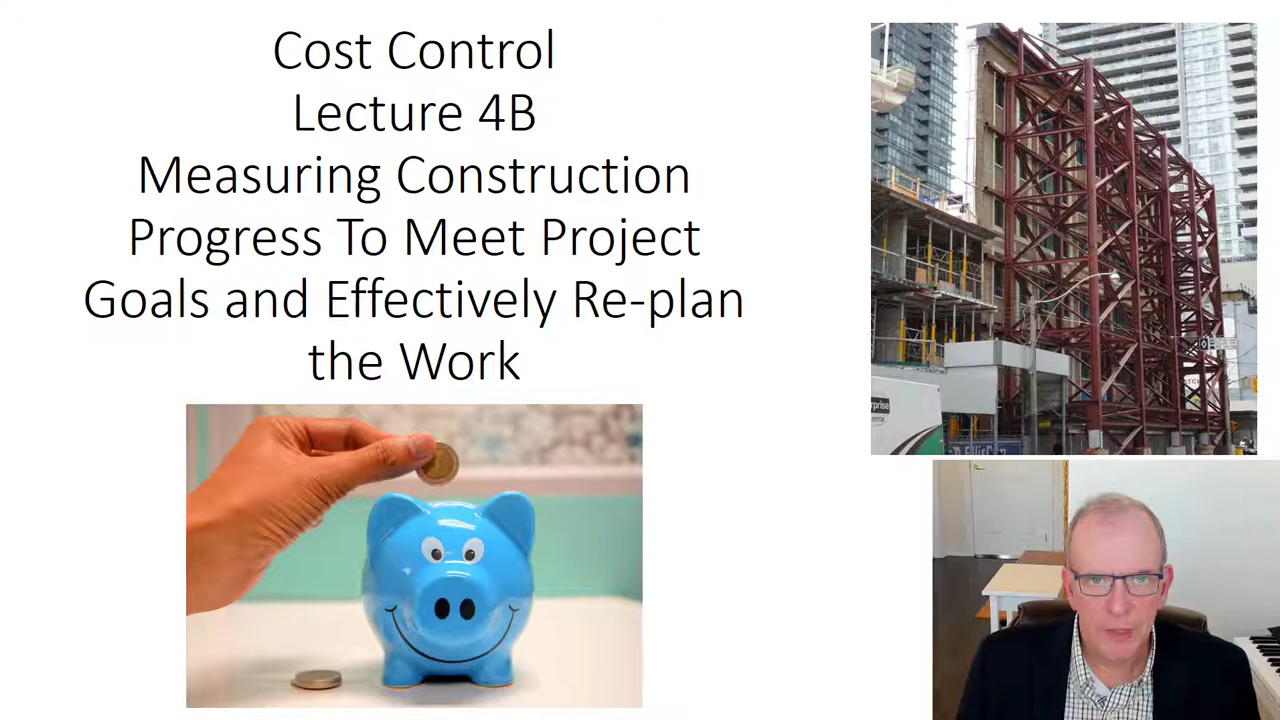 Cost Control
Lecture 4B
Measuring Construction
Progress To Meet Project
Goals and Effectively Re-plan
the Work